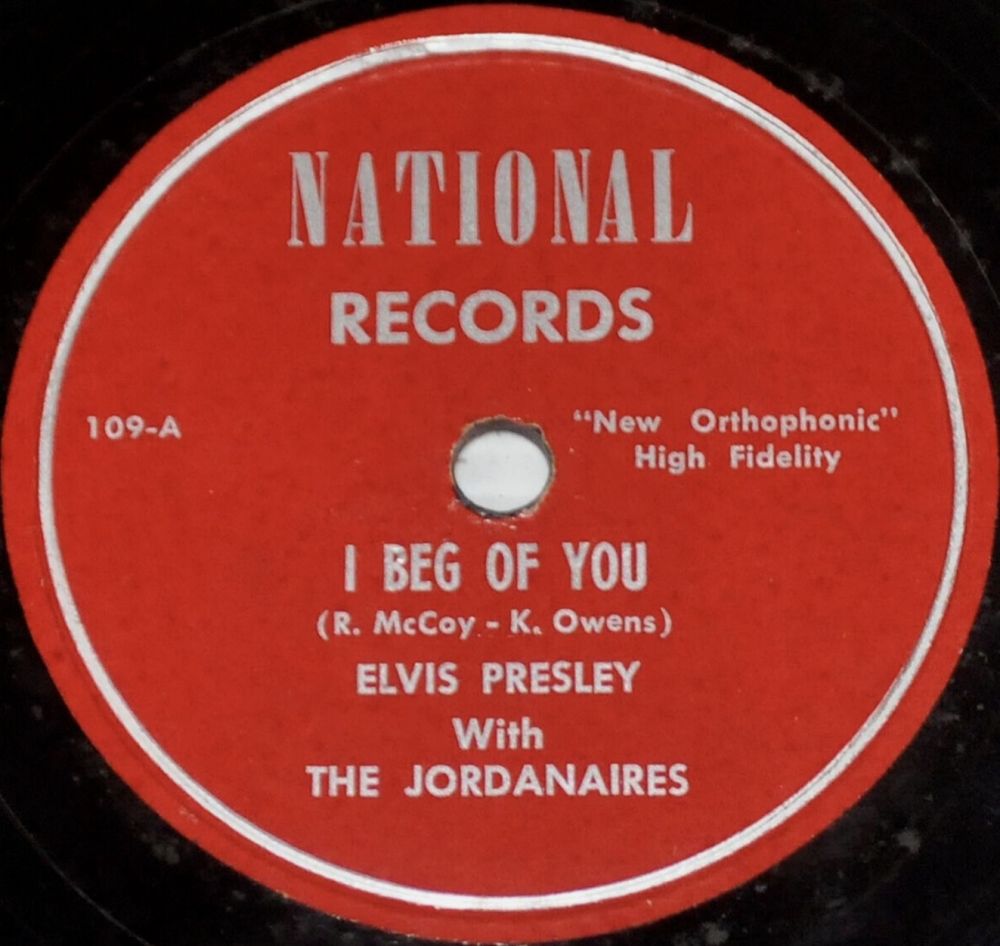 NATIONAL
RECORDS
109-A
“New Orthophonic”
High Fidelity
I BEG OF YOU
(R. McCoy - K. Owens)
ELVIS PRESLEY
With
THE JORDANAIRES